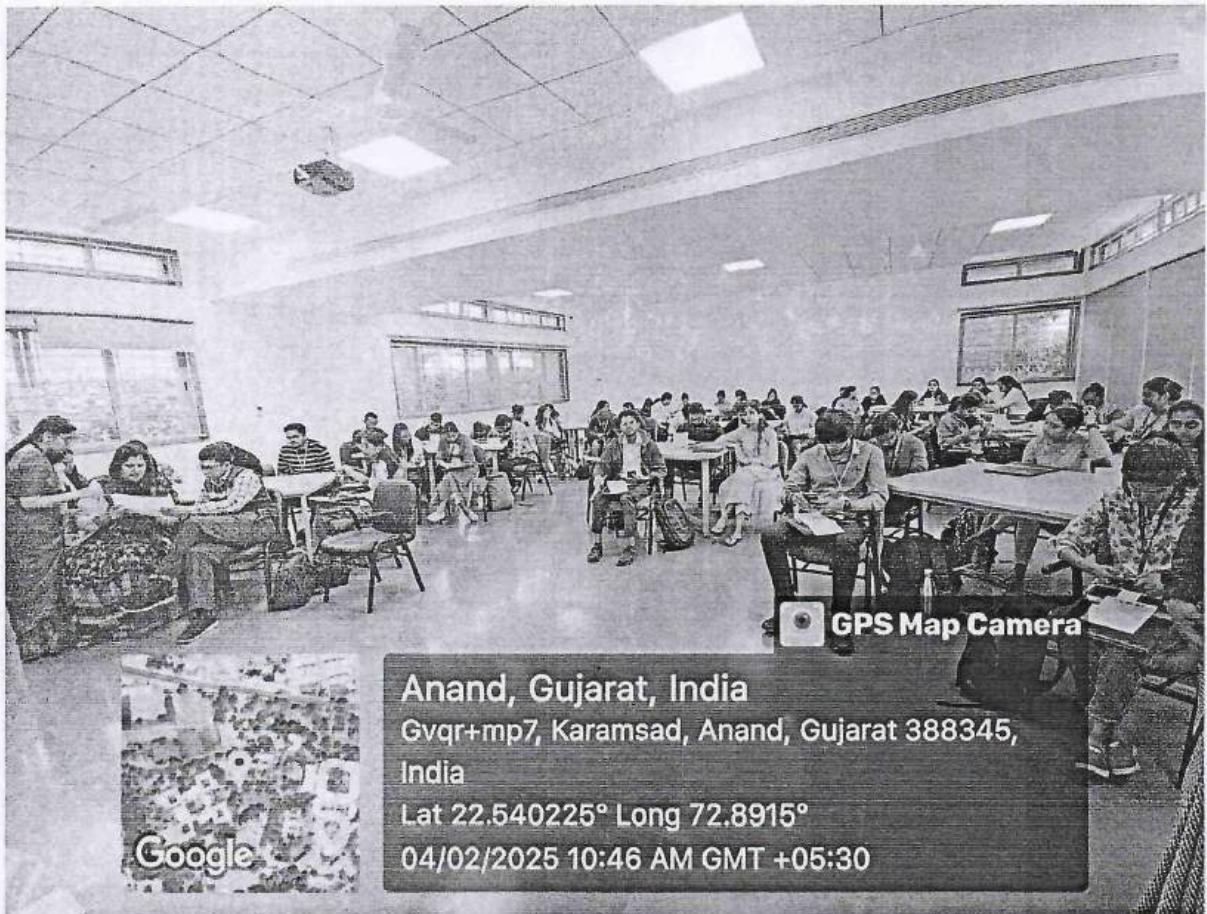 GPS Map Camera
Anand, Gujarat, India
Gvqr+mp7, Karamsad, Anand, Gujarat 388345,
India
Lat 22.540225° Long 72.8915°
04/02/2025 10:46 AM GMT +05:30
Google